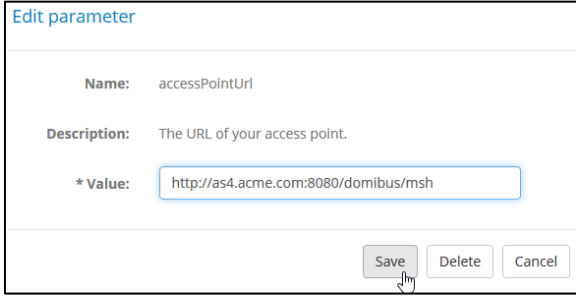 Edit parameter
Name: accessPointUrl
Description: The URL of your access point.
* Value: http://as4.acme.com:8080/domibus/msh
Save Delete Cancel